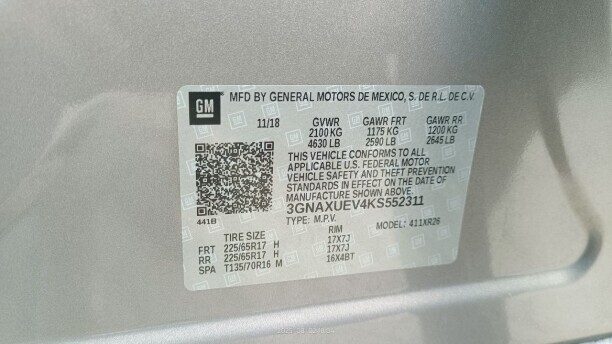 GM MFD BY GENERAL MOTORS DE MEXICO, S. DE R.L. DE C.V.
11/18 GVWR GAWR FRT GAWR RR
2100 KG 1175 KG 1200 KG
4630 LB 2590 LB 2645 LB
THIS VEHICLE CONFORMS TO ALL
APPLICABLE U.S. FEDERAL MOTOR
VEHICLE SAFETY AND THEFT PREVENTION
STANDARDS IN EFFECT ON THE DATE OF
MANUFACTURE SHOWN ABOVE.
441B 3GNAXUEV4KS552311
TYPE: M.P.V. MODEL: 411XR26
TIRE SIZE RIM
FRT 225/65R17 H 17X7J
RR 225/65R17 H 17X7J
SPA T135/70R16 M 16X4BT